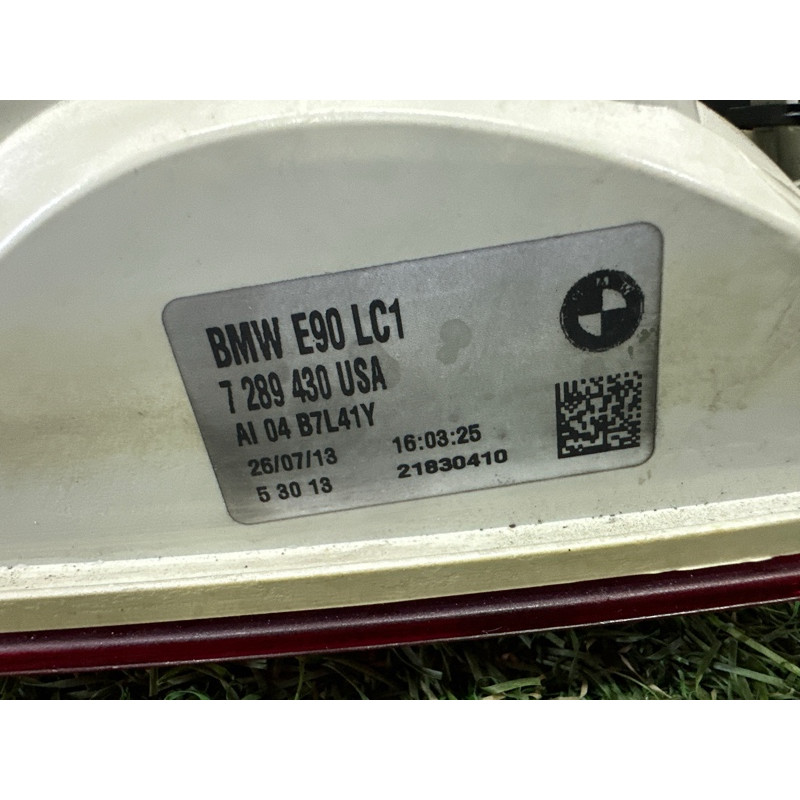 BMW E90 LC1
7 289 430 USA
AI 04 B7L41Y
26/07/13 16:03:25
5 30 13 21830410
BMW